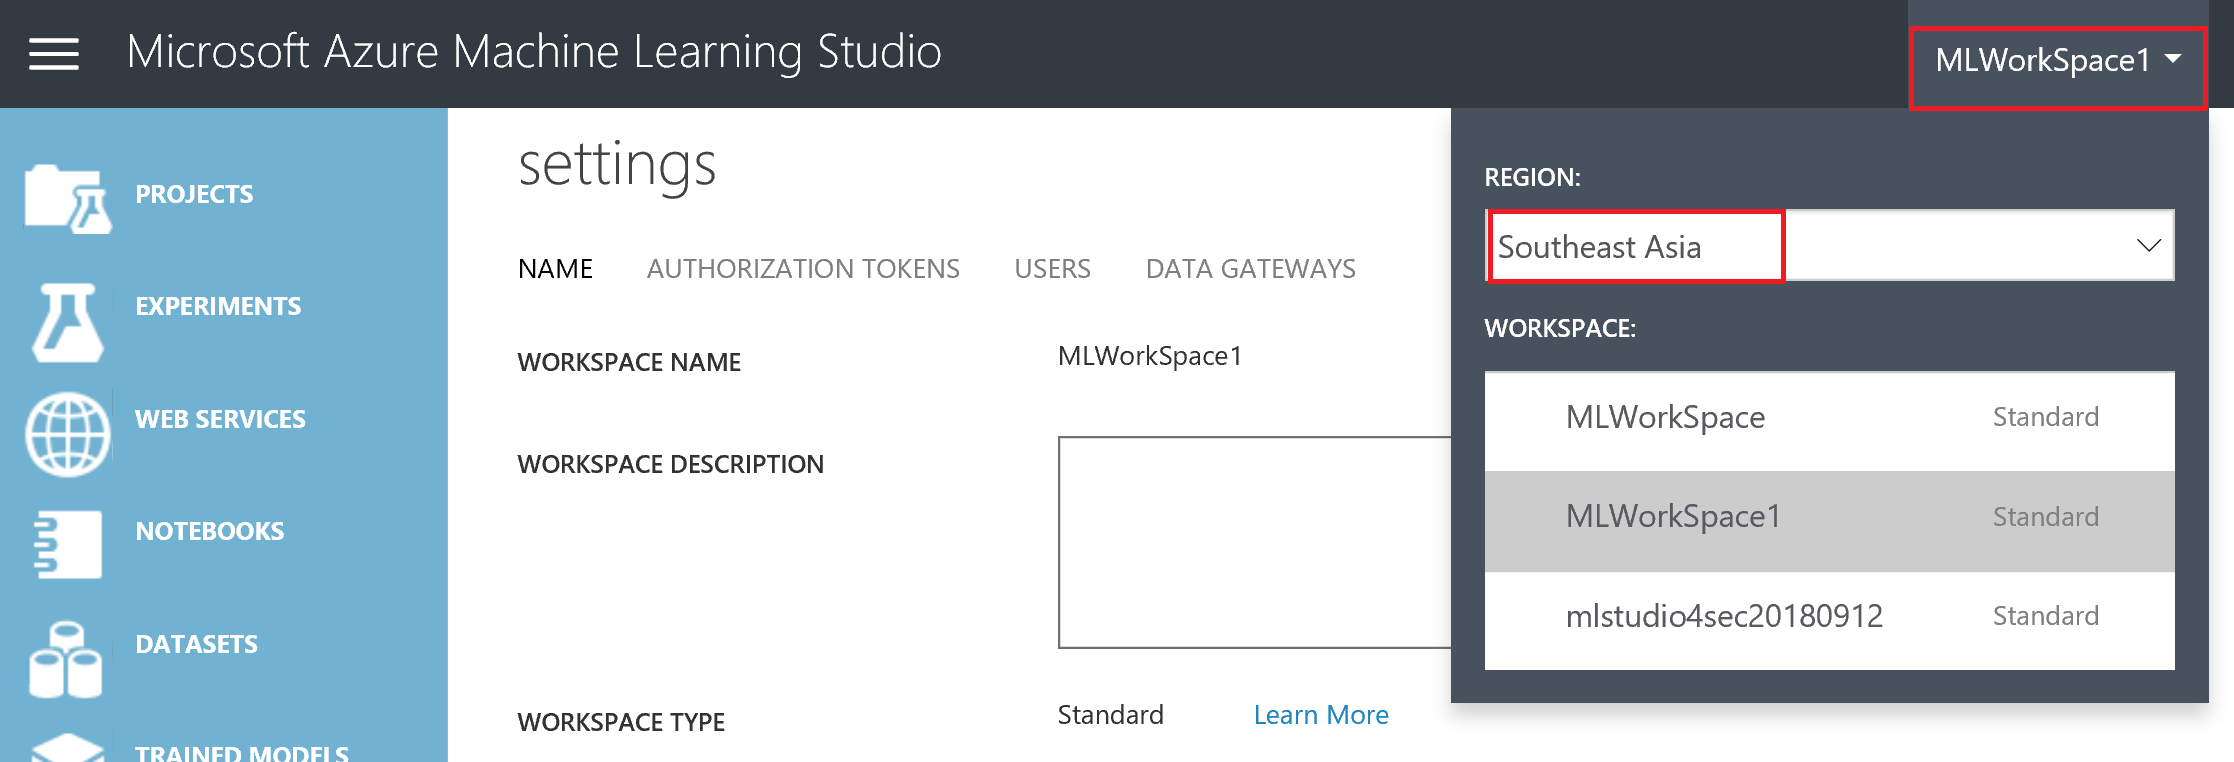 Microsoft Azure Machine Learning Studio
MLWorkSpace1
PROJECTS
EXPERIMENTS
WEB SERVICES
NOTEBOOKS
DATASETS
TRAINED MODELS
settings
NAME AUTHORIZATION TOKENS USERS DATA GATEWAYS
WORKSPACE NAME MLWorkSpace1
WORKSPACE DESCRIPTION
WORKSPACE TYPE Standard Learn More
REGION:
Southeast Asia
WORKSPACE:
MLWorkSpace Standard
MLWorkSpace1 Standard
mlstudio4sec20180912 Standard